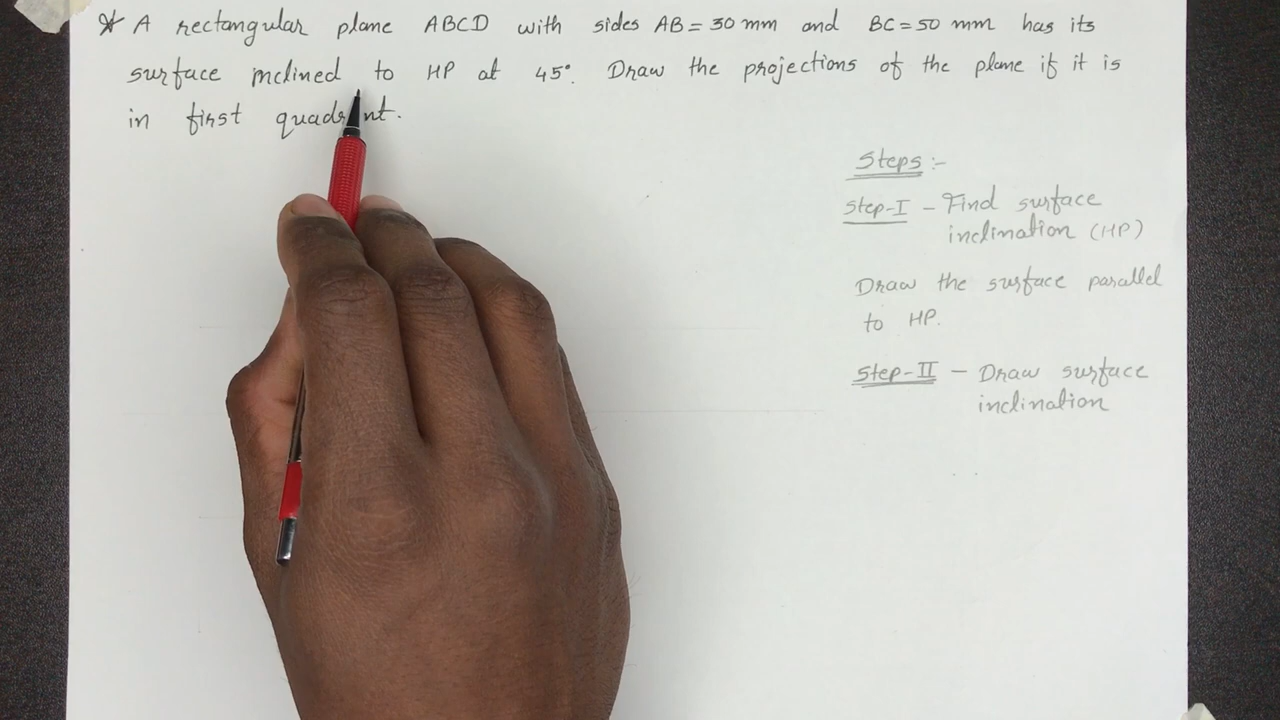 * A rectangular plane ABCD with sides AB = 30 mm and BC = 50 mm has its
surface inclined to HP at 45°. Draw the projections of the plane if it is
in first quadrant.
Steps :-
Step-I - Find surface
inclination (HP)
Draw the surface parallel
to HP.
Step-II - Draw surface
inclination